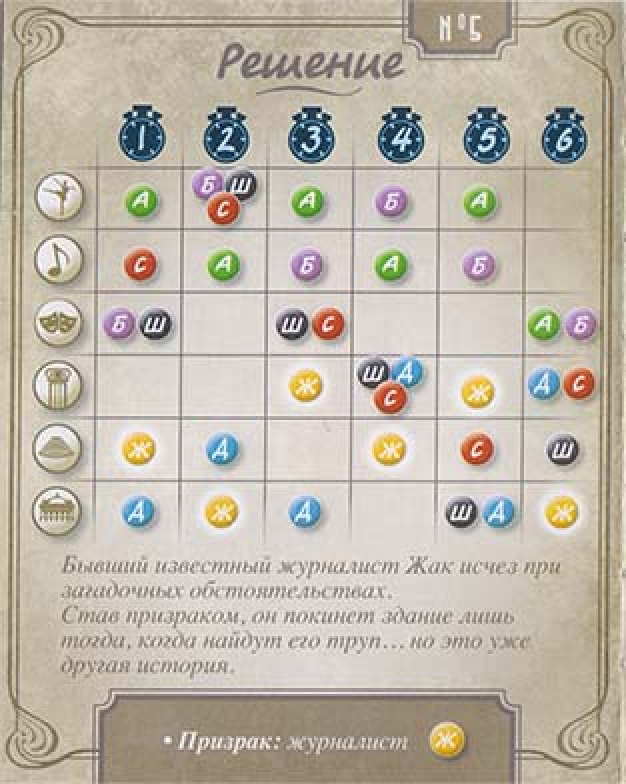 №5
Решение
1 2 3 4 5 6
А Б Ш С А Б А
С А Б А Б
Б Ш Ш С А Б
Ж Ш Д С Ж Д С
Ж Д Ж С Ш
Д Ж Д Ш Д Ж
Бывший известный журналист Жак исчез при
загадочных обстоятельствах.
Став призраком, он покинет здание лишь
тогда, когда найдут его труп... но это уже
другая история.
• Призрак: журналист Ж